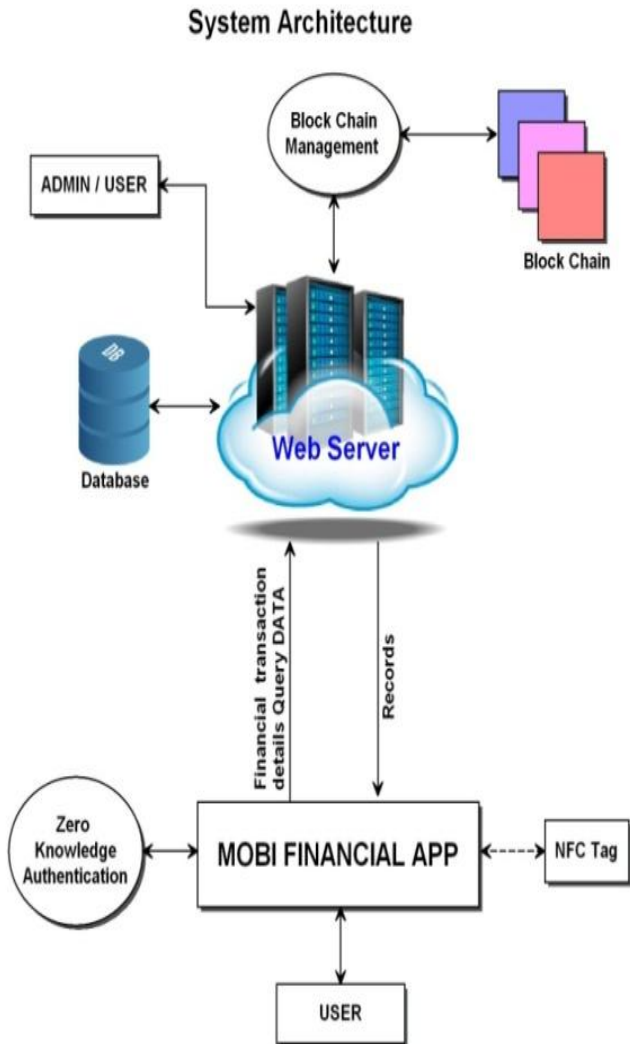 System Architecture
Block Chain
Management
ADMIN / USER
Block Chain
DB
Web Server
Database
Financial transaction
details Query DATA
Records
Zero
Knowledge
Authentication
MOBI FINANCIAL APP
NFC Tag
USER